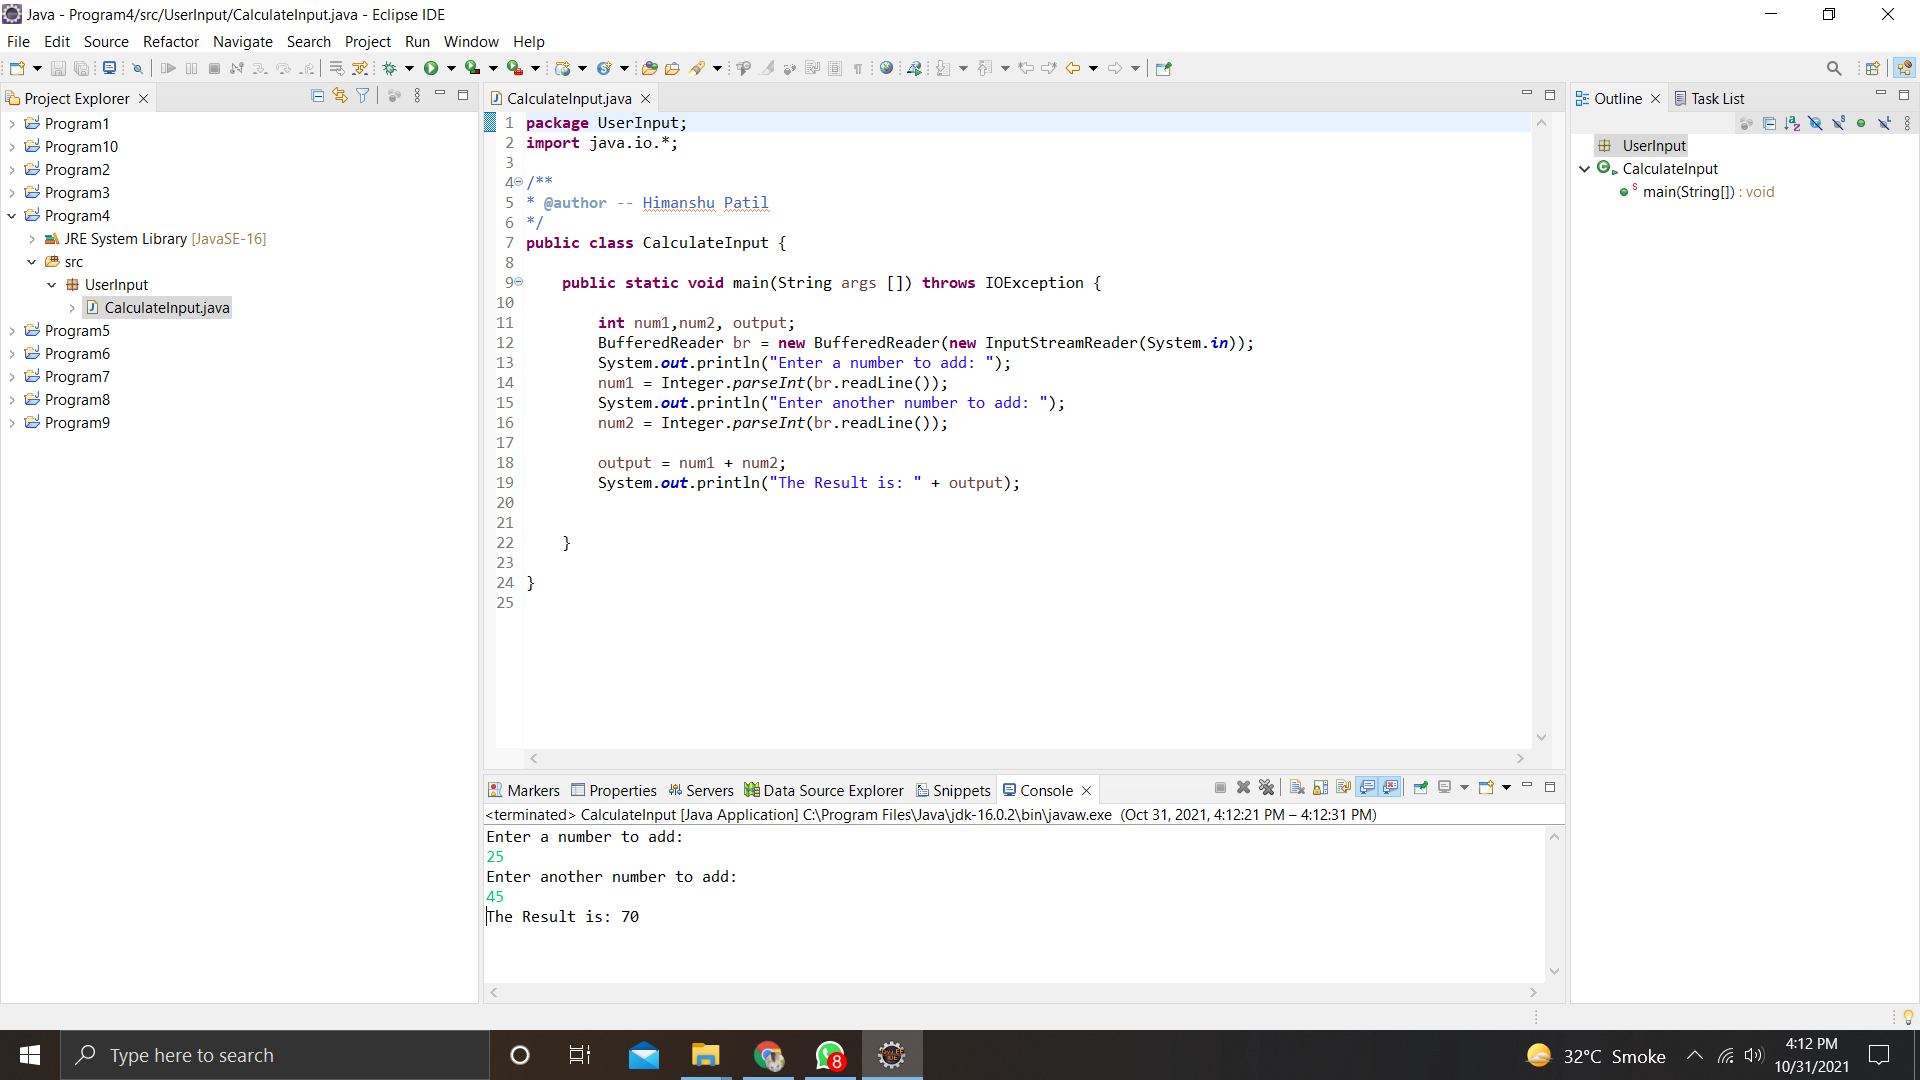 Java - Program4/src/UserInput/CalculateInput.java - Eclipse IDE
File Edit Source Refactor Navigate Search Project Run Window Help
Project Explorer
Program1
Program10
Program2
Program3
Program4
JRE System Library [JavaSE-16]
src
UserInput
CalculateInput.java
Program5
Program6
Program7
Program8
Program9
CalculateInput.java
1 package UserInput;
2 import java.io.*;
3
4 /**
5 * @author -- Himanshu Patil
6 */
7 public class CalculateInput {
8
9 public static void main(String args []) throws IOException {
10
11 int num1,num2, output;
12 BufferedReader br = new BufferedReader(new InputStreamReader(System.in));
13 System.out.println("Enter a number to add: ");
14 num1 = Integer.parseInt(br.readLine());
15 System.out.println("Enter another number to add: ");
16 num2 = Integer.parseInt(br.readLine());
17
18 output = num1 + num2;
19 System.out.println("The Result is: " + output);
20
21
22 }
23
24 }
25
Outline Task List
UserInput
CalculateInput
main(String[]) : void
Markers Properties Servers Data Source Explorer Snippets Console
<terminated> CalculateInput [Java Application] C:\Program Files\Java\jdk-16.0.2\bin\javaw.exe (Oct 31, 2021, 4:12:21 PM – 4:12:31 PM)
Enter a number to add:
25
Enter another number to add:
45
The Result is: 70
Type here to search
8
32°C Smoke
4:12 PM
10/31/2021